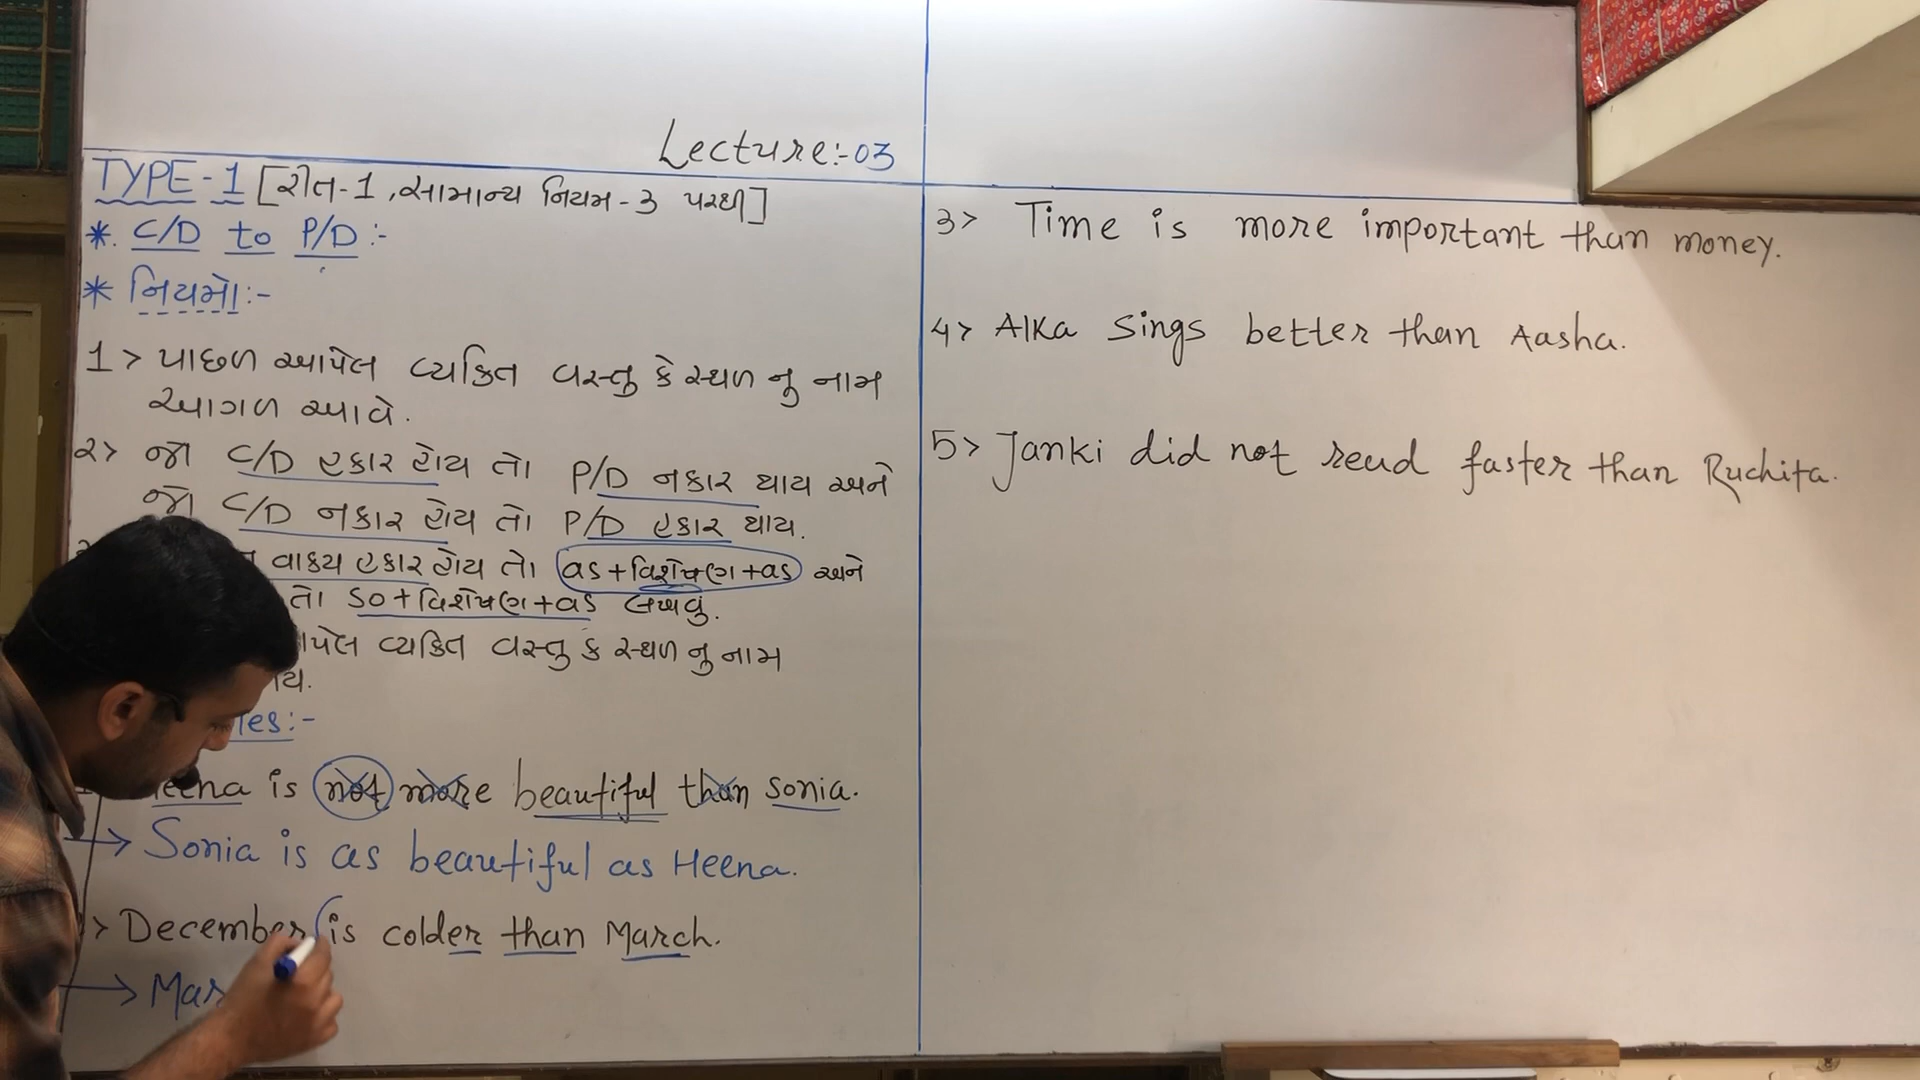 Lecture:-03
TYPE-1 [રીત-1, સામાન્ય નિયમ-3 પરથી]
*. C/D to P/D:-
* નિયમો:-
1> પાછળ આપેલ વ્યકિત વસ્તુ કે સ્થળ નુ નામ
આગળ આવે.
૨> જો C/D હકાર હોય તો P/D નકાર થાય અને
જો C/D નકાર હોય તો P/D હકાર થાય.
વાકય હકાર હોય તો as+વિશેષણ+as અને
તો so+વિશેષણ+as લખવું.
વ્યકિત વસ્તુ કે સ્થળ નુ નામ
Heena is not more beautiful than Sonia.
→ Sonia is as beautiful as Heena.
> December is colder than March.
→ Mar
3> Time is more important than money.
4> Alka sings better than Aasha.
5> Janki did not read faster than Ruchita.